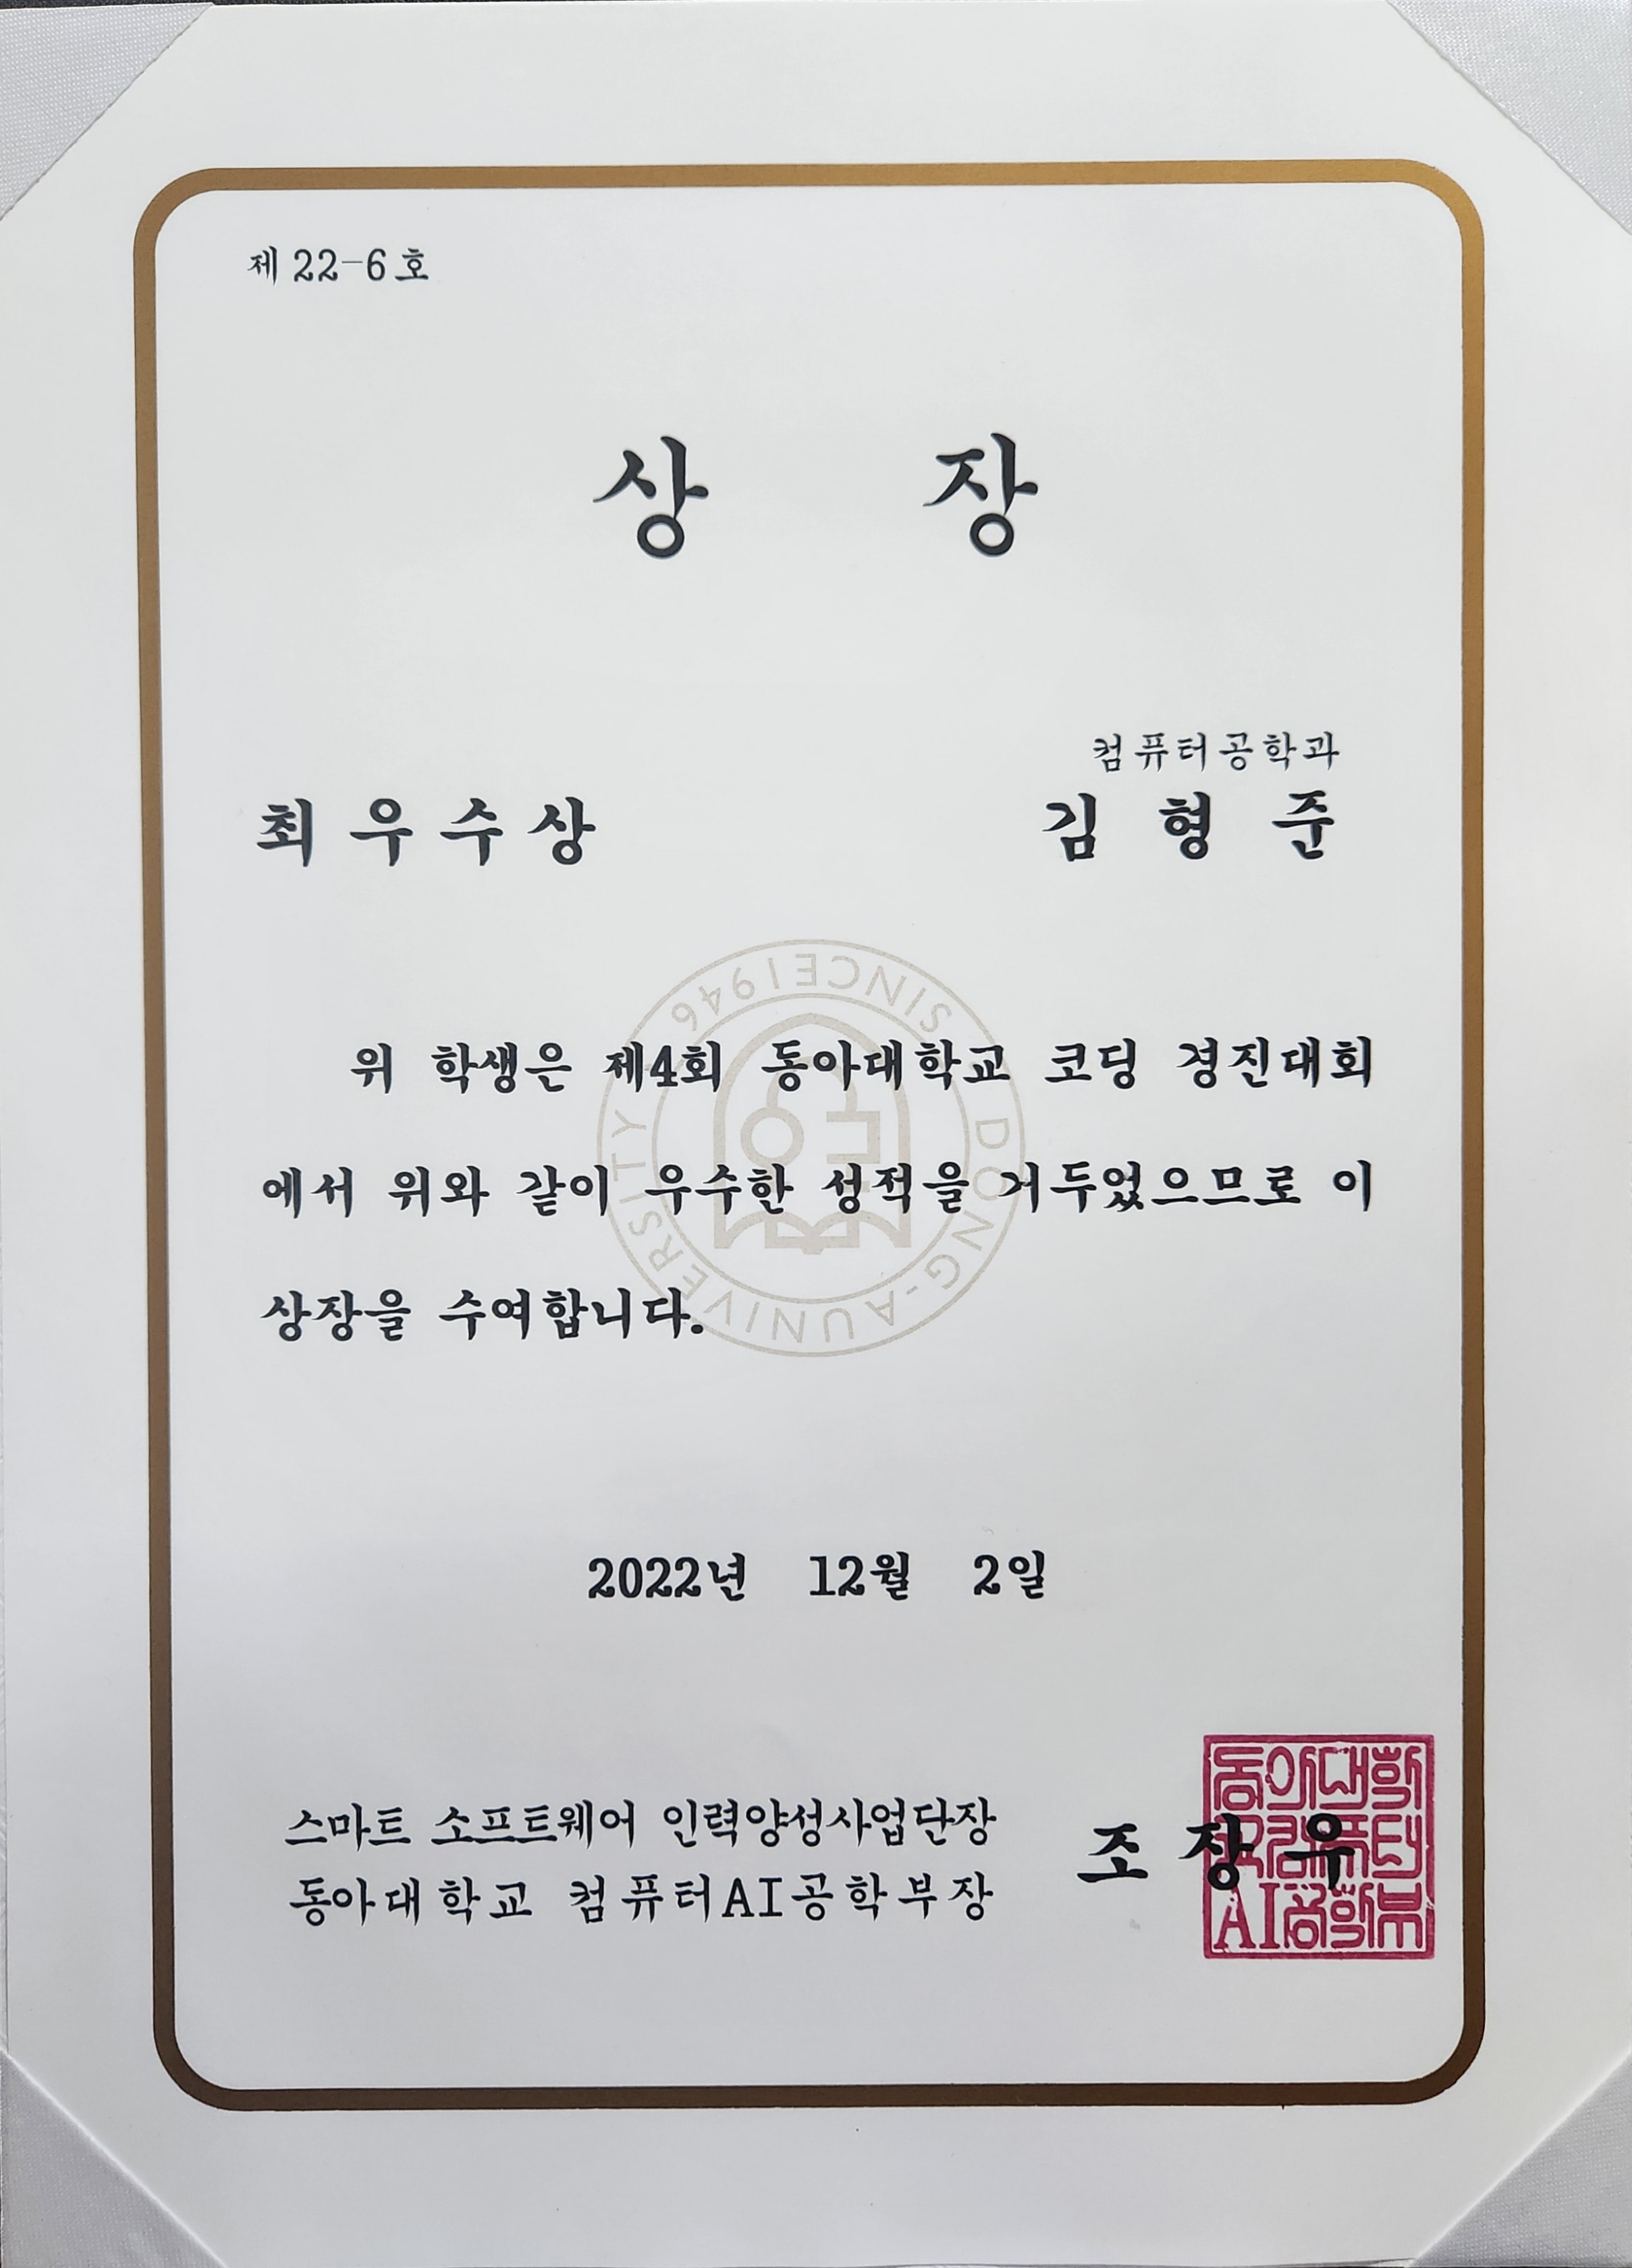 제 22-6 호
상 장
컴퓨터공학과
최우수상 김 형 준
위 학생은 제4회 동아대학교 코딩 경진대회
에서 위와 같이 우수한 성적을 거두었으므로 이
상장을 수여합니다.
SINCE1946 DONG-AUNIVERSITY
2022년 12월 2일
스마트 소프트웨어 인력양성사업단장
동아대학교 컴퓨터AI공학부장
조 장 우
동아대학
교컴퓨터
AI공학부